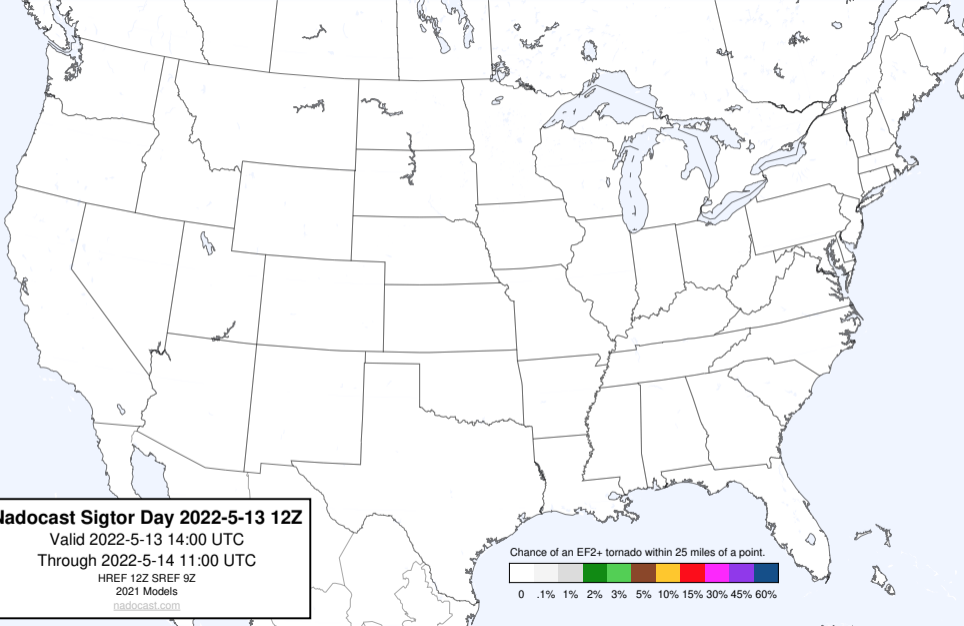 Nadocast Sigtor Day 2022-5-13 12Z
Valid 2022-5-13 14:00 UTC
Through 2022-5-14 11:00 UTC
HREF 12Z SREF 9Z
2021 Models
nadocast.com
Chance of an EF2+ tornado within 25 miles of a point.
0 .1% 1% 2% 3% 5% 10% 15% 30% 45% 60%